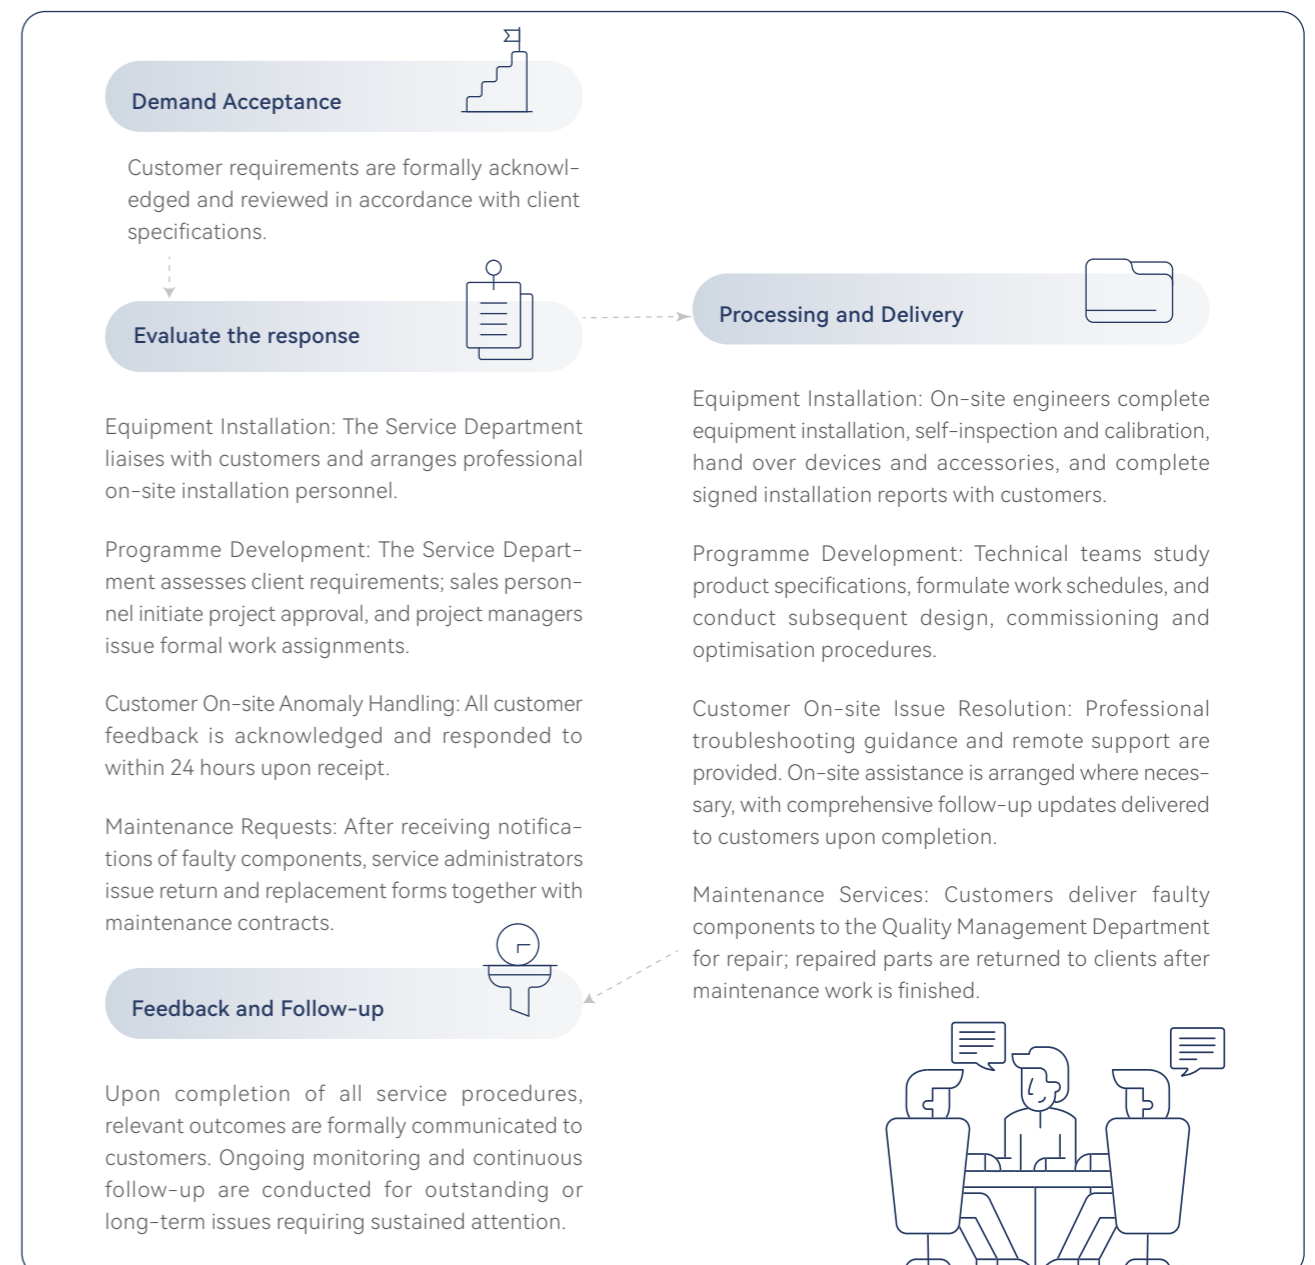 Demand Acceptance
Customer requirements are formally acknowl-
edged and reviewed in accordance with client
specifications.
Evaluate the response
Equipment Installation: The Service Department
liaises with customers and arranges professional
on-site installation personnel.
Programme Development: The Service Depart-
ment assesses client requirements; sales person-
nel initiate project approval, and project managers
issue formal work assignments.
Customer On-site Anomaly Handling: All customer
feedback is acknowledged and responded to
within 24 hours upon receipt.
Maintenance Requests: After receiving notifica-
tions of faulty components, service administrators
issue return and replacement forms together with
maintenance contracts.
Processing and Delivery
Equipment Installation: On-site engineers complete
equipment installation, self-inspection and calibration,
hand over devices and accessories, and complete
signed installation reports with customers.
Programme Development: Technical teams study
product specifications, formulate work schedules, and
conduct subsequent design, commissioning and
optimisation procedures.
Customer On-site Issue Resolution: Professional
troubleshooting guidance and remote support are
provided. On-site assistance is arranged where neces-
sary, with comprehensive follow-up updates delivered
to customers upon completion.
Maintenance Services: Customers deliver faulty
components to the Quality Management Department
for repair; repaired parts are returned to clients after
maintenance work is finished.
Feedback and Follow-up
Upon completion of all service procedures,
relevant outcomes are formally communicated to
customers. Ongoing monitoring and continuous
follow-up are conducted for outstanding or
long-term issues requiring sustained attention.